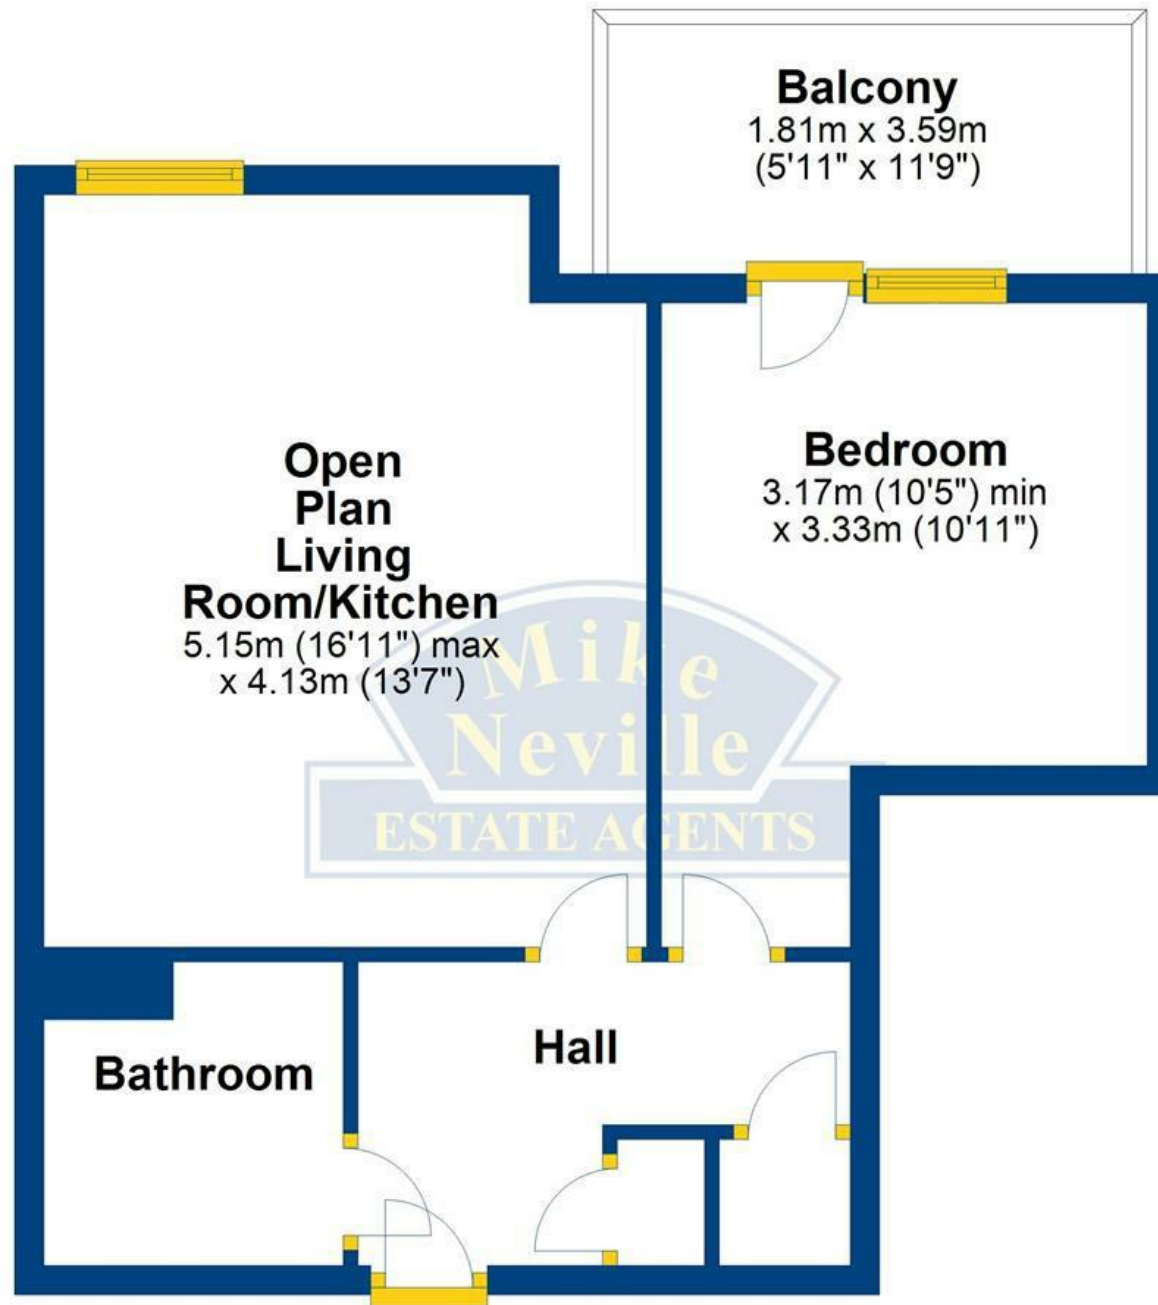 Balcony
1.81m x 3.59m
(5'11" x 11'9")
Bedroom
3.17m (10'5") min
x 3.33m (10'11")
Open
Plan
Living
Room/Kitchen
5.15m (16'11") max
x 4.13m (13'7")
Mike
Neville
ESTATE AGENTS
Hall
Bathroom